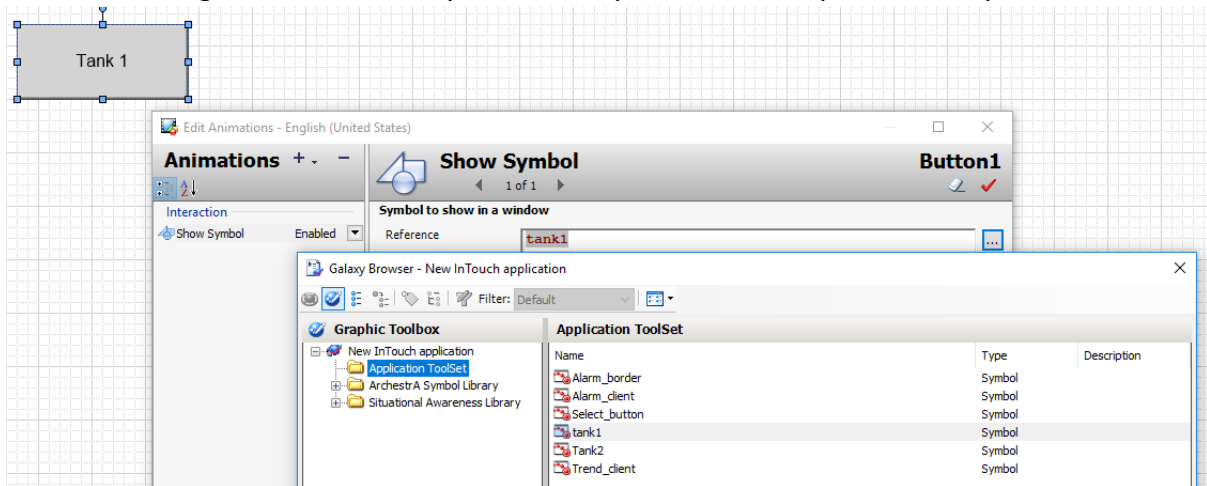 Tank 1
Edit Animations - English (United States)
Animations
Show Symbol
Button1
1 of 1
Interaction
Show Symbol Enabled
Symbol to show in a window
Reference tank1 ...
Galaxy Browser - New InTouch application
Filter: Default
Graphic Toolbox
New InTouch application
Application ToolSet
ArchestrA Symbol Library
Situational Awareness Library
Application ToolSet
Name Type Description
Alarm_border Symbol
Alarm_client Symbol
Select_button Symbol
tank1 Symbol
Tank2 Symbol
Trend_client Symbol